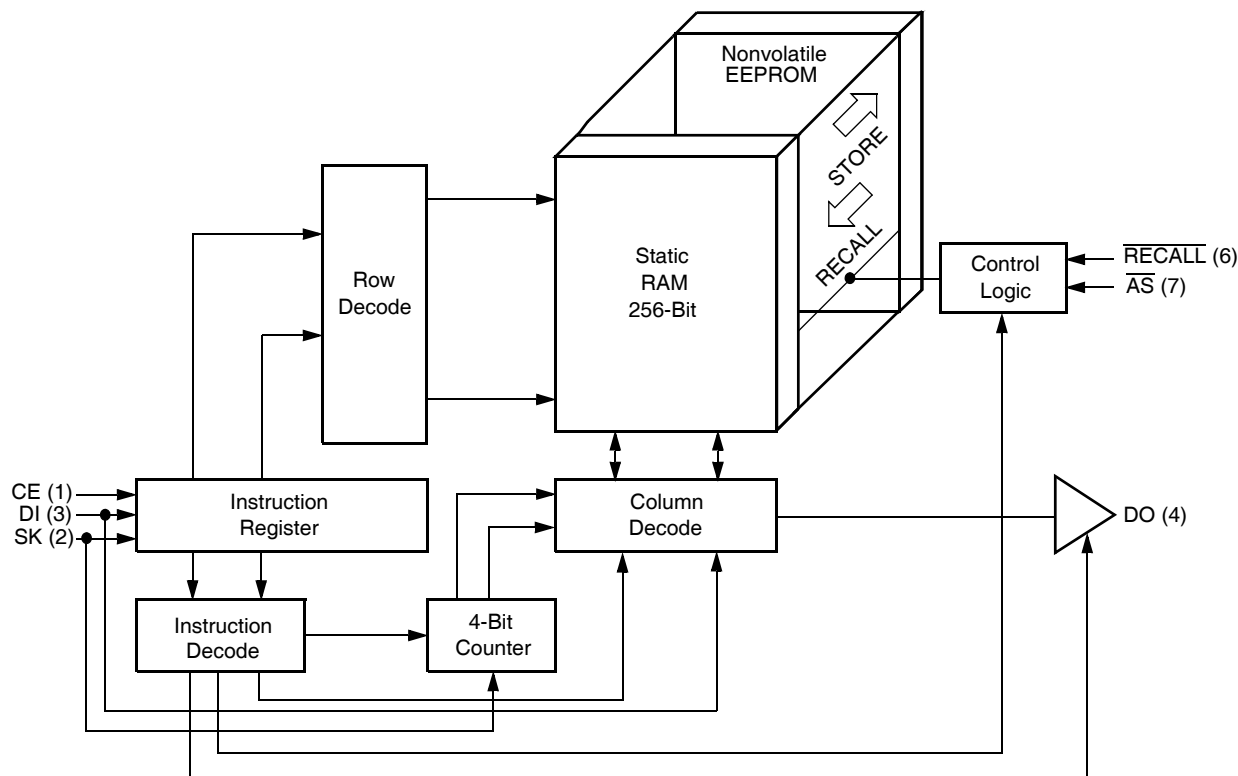 Nonvolatile
EEPROM
STORE
RECALL
Row
Decode
Static
RAM
256-Bit
Control
Logic
RECALL (6)
AS (7)
CE (1)
DI (3)
SK (2)
Instruction
Register
Column
Decode
DO (4)
Instruction
Decode
4-Bit
Counter